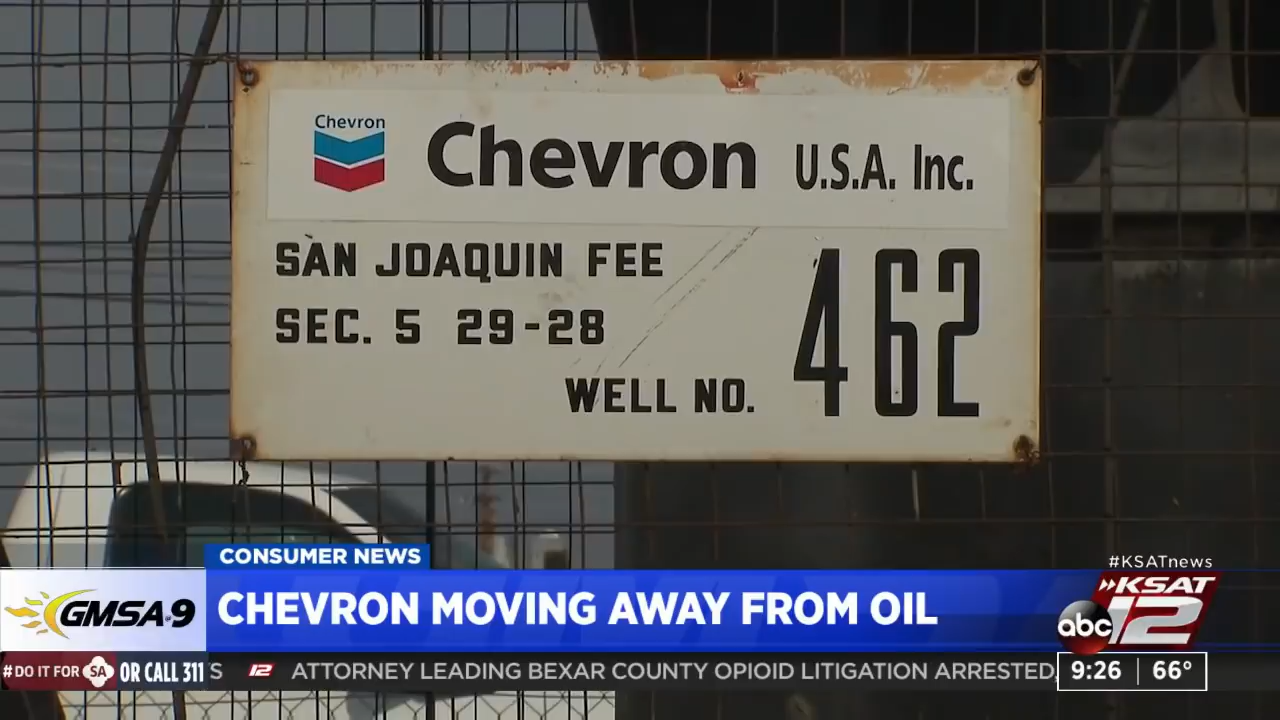 Chevron
Chevron U.S.A. Inc.
SAN JOAQUIN FEE
SEC. 5 29-28
WELL NO. 462
CONSUMER NEWS
CHEVRON MOVING AWAY FROM OIL
GMSA@9
#KSATnews
KSAT
abc 12
#DO IT FOR SA OR CALL 311
S 12 ATTORNEY LEADING BEXAR COUNTY OPIOID LITIGATION ARRESTED,
9:26 66°